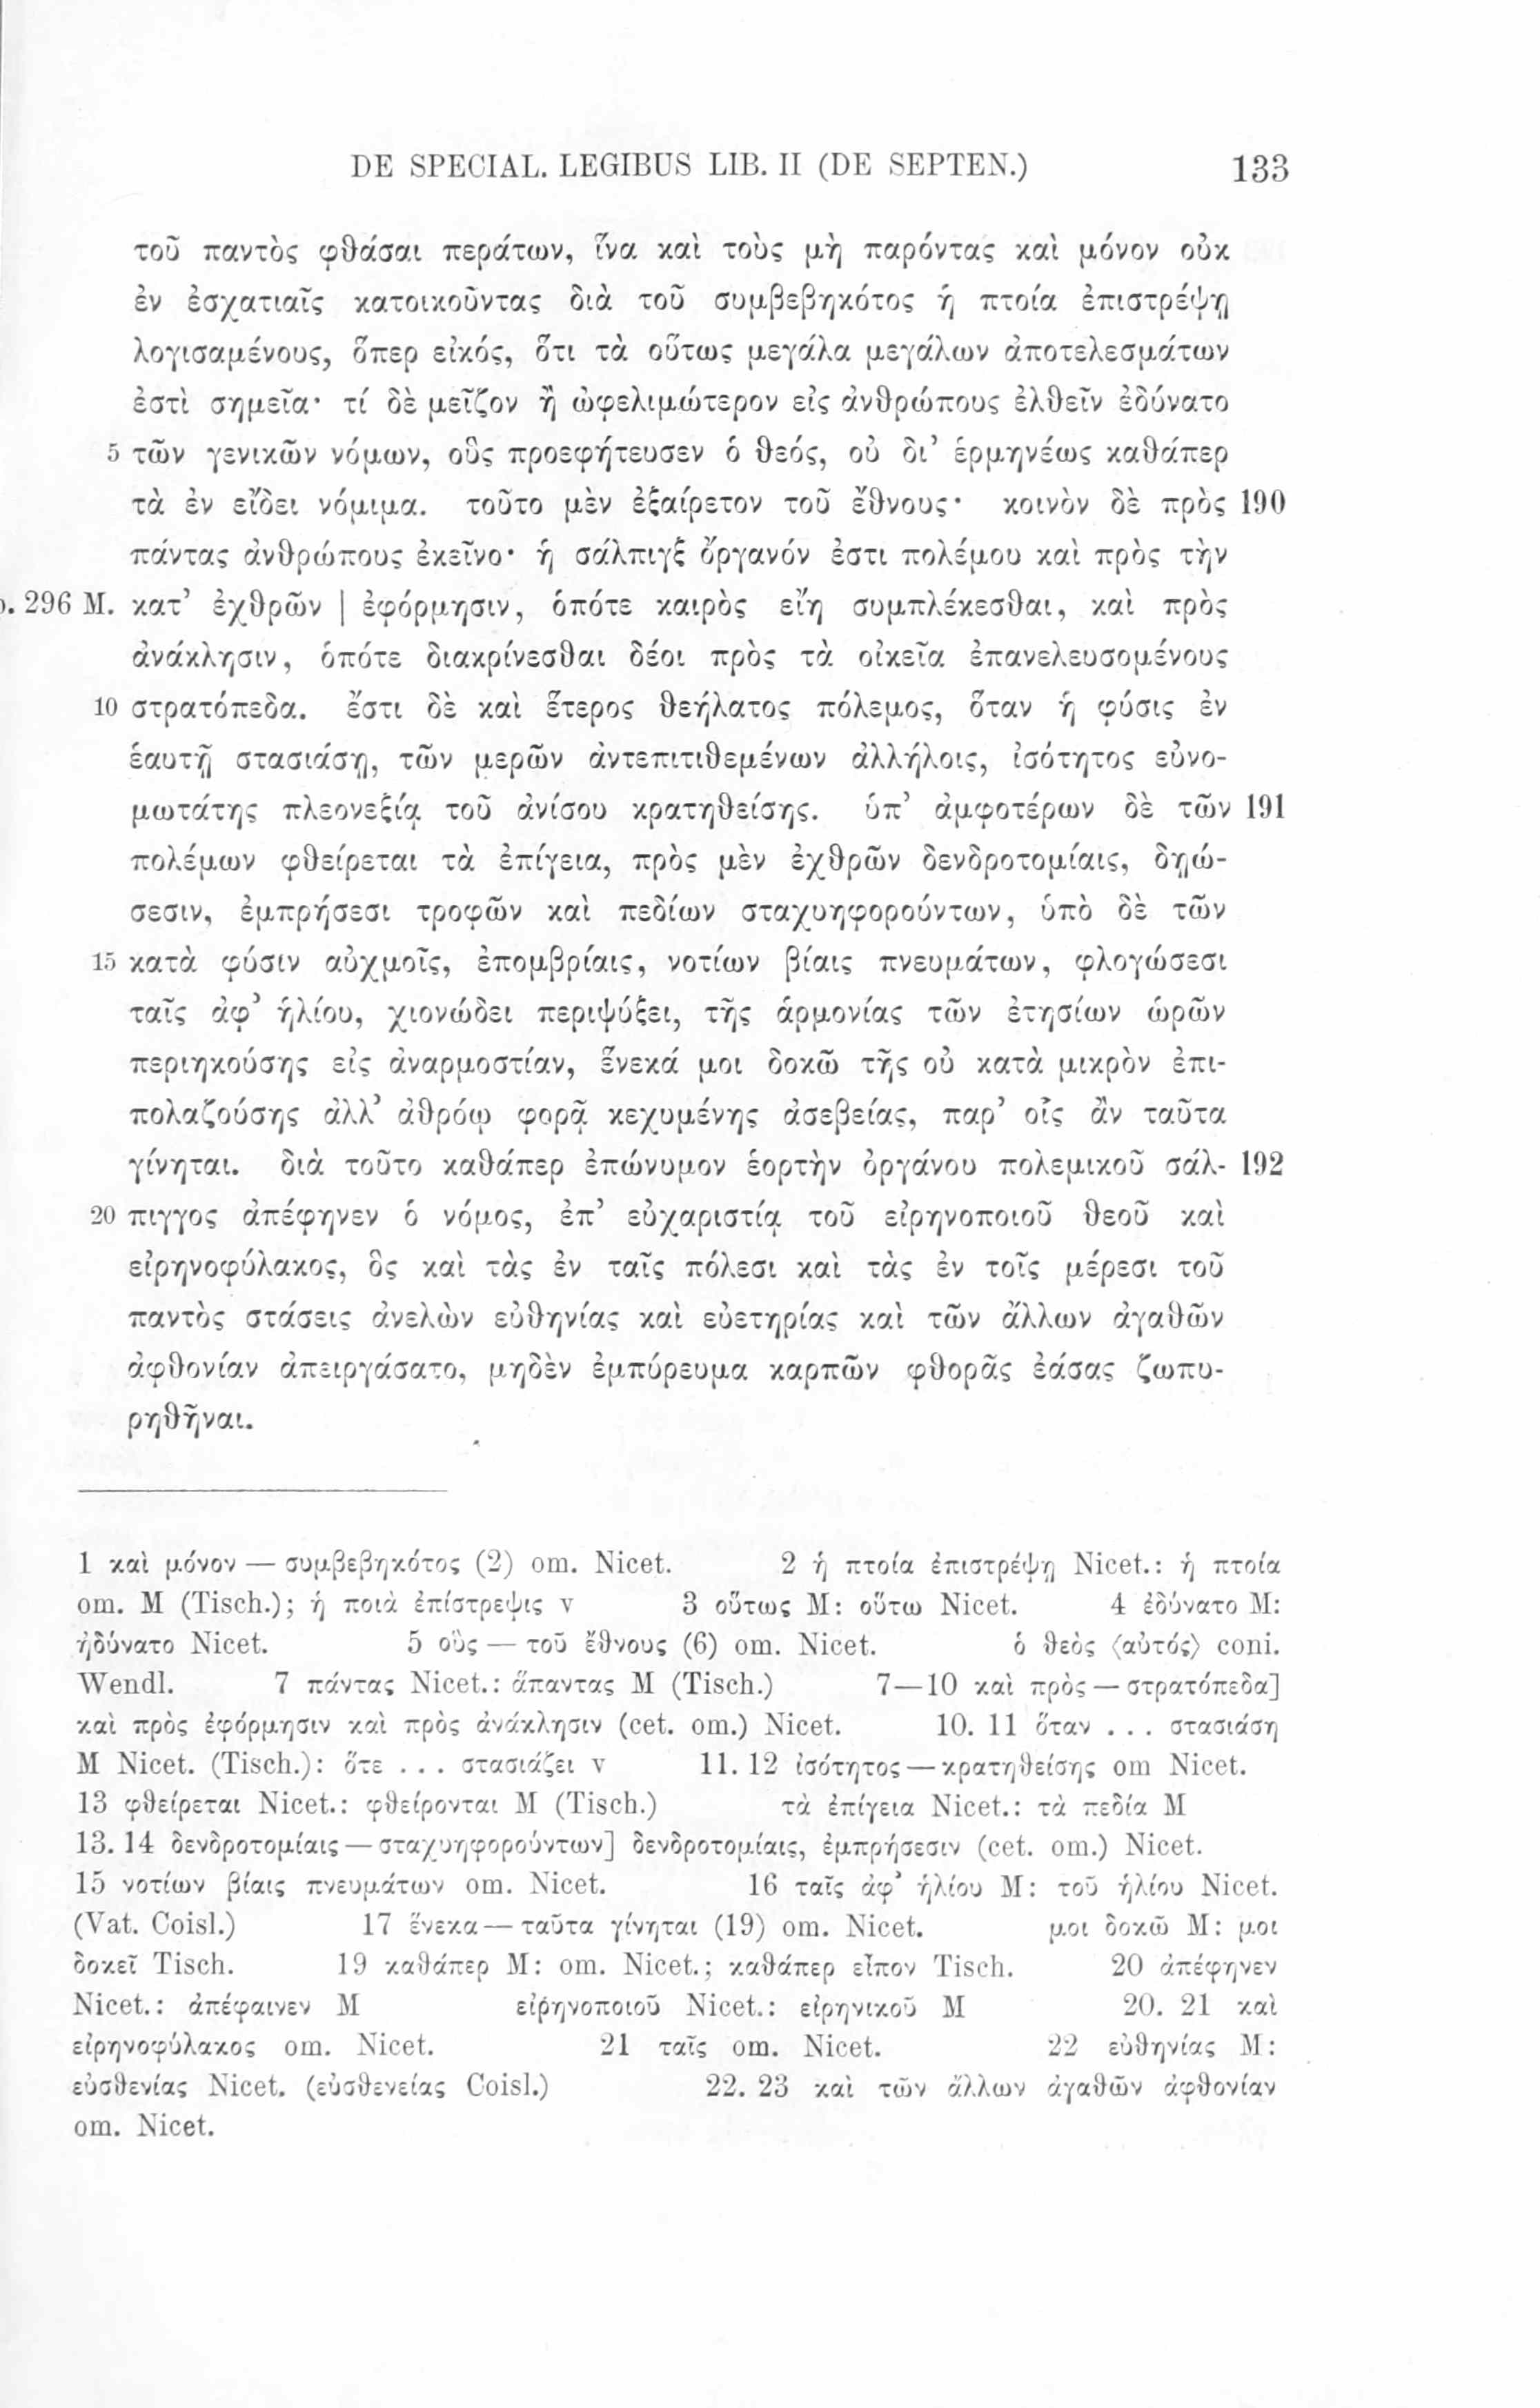 DE SPECIAL. LEGIBUS LIB. II (DE SEPTEN.) 133
τοῦ παντὸς φθάσαι περάτων, ἵνα καὶ τοὺς μὴ παρόντας καὶ μόνον οὐκ
ἐν ἐσχατιαῖς κατοικοῦντας διὰ τοῦ συμβεβηκότος ἡ πτοία ἐπιστρέψῃ
λογισαμένους, ὅπερ εἰκός, ὅτι τὰ οὕτως μεγάλα μεγάλων ἀποτελεσμάτων
ἐστὶ σημεῖα· τί δὲ μεῖζον ἢ ὠφελιμώτερον εἰς ἀνθρώπους ἐλθεῖν ἐδύνατο
5 τῶν γενικῶν νόμων, οὓς προεφήτευσεν ὁ θεός, οὐ δι’ ἑρμηνέως καθάπερ
τὰ ἐν εἴδει νόμιμα. τοῦτο μὲν ἐξαίρετον τοῦ ἔθνους· κοινὸν δὲ πρὸς 190
πάντας ἀνθρώπους ἐκεῖνο· ἡ σάλπιγξ ὄργανόν ἐστι πολέμου καὶ πρὸς τὴν
p. 296 M. κατ’ ἐχθρῶν | ἐφόρμησιν, ὁπότε καιρὸς εἴη συμπλέκεσθαι, καὶ πρὸς
ἀνάκλησιν, ὁπότε διακρίνεσθαι δέοι πρὸς τὰ οἰκεῖα ἐπανελευσομένους
10 στρατόπεδα. ἔστι δὲ καὶ ἕτερος θεήλατος πόλεμος, ὅταν ἡ φύσις ἐν
ἑαυτῇ στασιάσῃ, τῶν μερῶν ἀντεπιτιθεμένων ἀλλήλοις, ἰσότητος εὐνο-
μωτάτης πλεονεξίᾳ τοῦ ἀνίσου κρατηθείσης. ὑπ’ ἀμφοτέρων δὲ τῶν 191
πολέμων φθείρεται τὰ ἐπίγεια, πρὸς μὲν ἐχθρῶν δενδροτομίαις, δῃώ-
σεσιν, ἐμπρήσεσι τροφῶν καὶ πεδίων σταχυηφορούντων, ὑπὸ δὲ τῶν
15 κατὰ φύσιν αὐχμοῖς, ἐπομβρίαις, νοτίων βίαις πνευμάτων, φλογώσεσι
ταῖς ἀφ’ ἡλίου, χιονώδει περιψύξει, τῆς ἁρμονίας τῶν ἐτησίων ὡρῶν
περιηκούσης εἰς ἀναρμοστίαν, ἕνεκά μοι δοκῶ τῆς οὐ κατὰ μικρὸν ἐπι-
πολαζούσης ἀλλ’ ἀθρόῳ φορᾷ κεχυμένης ἀσεβείας, παρ’ οἷς ἂν ταῦτα
γίνηται. διὰ τοῦτο καθάπερ ἐπώνυμον ἑορτὴν ὀργάνου πολεμικοῦ σάλ- 192
20 πιγγος ἀπέφηνεν ὁ νόμος, ἐπ’ εὐχαριστίᾳ τοῦ εἰρηνοποιοῦ θεοῦ καὶ
εἰρηνοφύλακος, ὃς καὶ τὰς ἐν ταῖς πόλεσι καὶ τὰς ἐν τοῖς μέρεσι τοῦ
παντὸς στάσεις ἀνελὼν εὐθηνίας καὶ εὐετηρίας καὶ τῶν ἄλλων ἀγαθῶν
ἀφθονίαν ἀπειργάσατο, μηδὲν ἐμπύρευμα καρπῶν φθορᾶς ἐάσας ζωπυ-
ρηθῆναι.
1 καὶ μόνον — συμβεβηκότος (2) om. Nicet. 2 ἡ πτοία ἐπιστρέψῃ Nicet.: ἡ πτοία
om. M (Tisch.); ἡ ποιὰ ἐπίστρεψις v 3 οὕτως M: οὕτω Nicet. 4 ἐδύνατο M:
ἠδύνατο Nicet. 5 οὓς — τοῦ ἔθνους (6) om. Nicet. ὁ θεὸς ⟨αὐτός⟩ coni.
Wendl. 7 πάντας Nicet.: ἅπαντας M (Tisch.) 7—10 καὶ πρὸς — στρατόπεδα]
καὶ πρὸς ἐφόρμησιν καὶ πρὸς ἀνάκλησιν (cet. om.) Nicet. 10. 11 ὅταν . . . στασιάσῃ
M Nicet. (Tisch.): ὅτε . . . στασιάζει v 11. 12 ἰσότητος — κρατηθείσης om Nicet.
13 φθείρεται Nicet.: φθείρονται M (Tisch.) τὰ ἐπίγεια Nicet.: τὰ πεδία M
13. 14 δενδροτομίαις — σταχυηφορούντων] δενδροτομίαις, ἐμπρήσεσιν (cet. om.) Nicet.
15 νοτίων βίαις πνευμάτων om. Nicet. 16 ταῖς ἀφ’ ἡλίου M: τοῦ ἡλίου Nicet.
(Vat. Coisl.) 17 ἕνεκα — ταῦτα γίνηται (19) om. Nicet. μοι δοκῶ M: μοι
δοκεῖ Tisch. 19 καθάπερ M: om. Nicet.; καθάπερ εἶπον Tisch. 20 ἀπέφηνεν
Nicet.: ἀπέφαινεν M εἰρηνοποιοῦ Nicet.: εἰρηνικοῦ M 20. 21 καὶ
εἰρηνοφύλακος om. Nicet. 21 ταῖς om. Nicet. 22 εὐθηνίας M:
εὐσθενίας Nicet. (εὐσθενείας Coisl.) 22. 23 καὶ τῶν ἄλλων ἀγαθῶν ἀφθονίαν
om. Nicet.